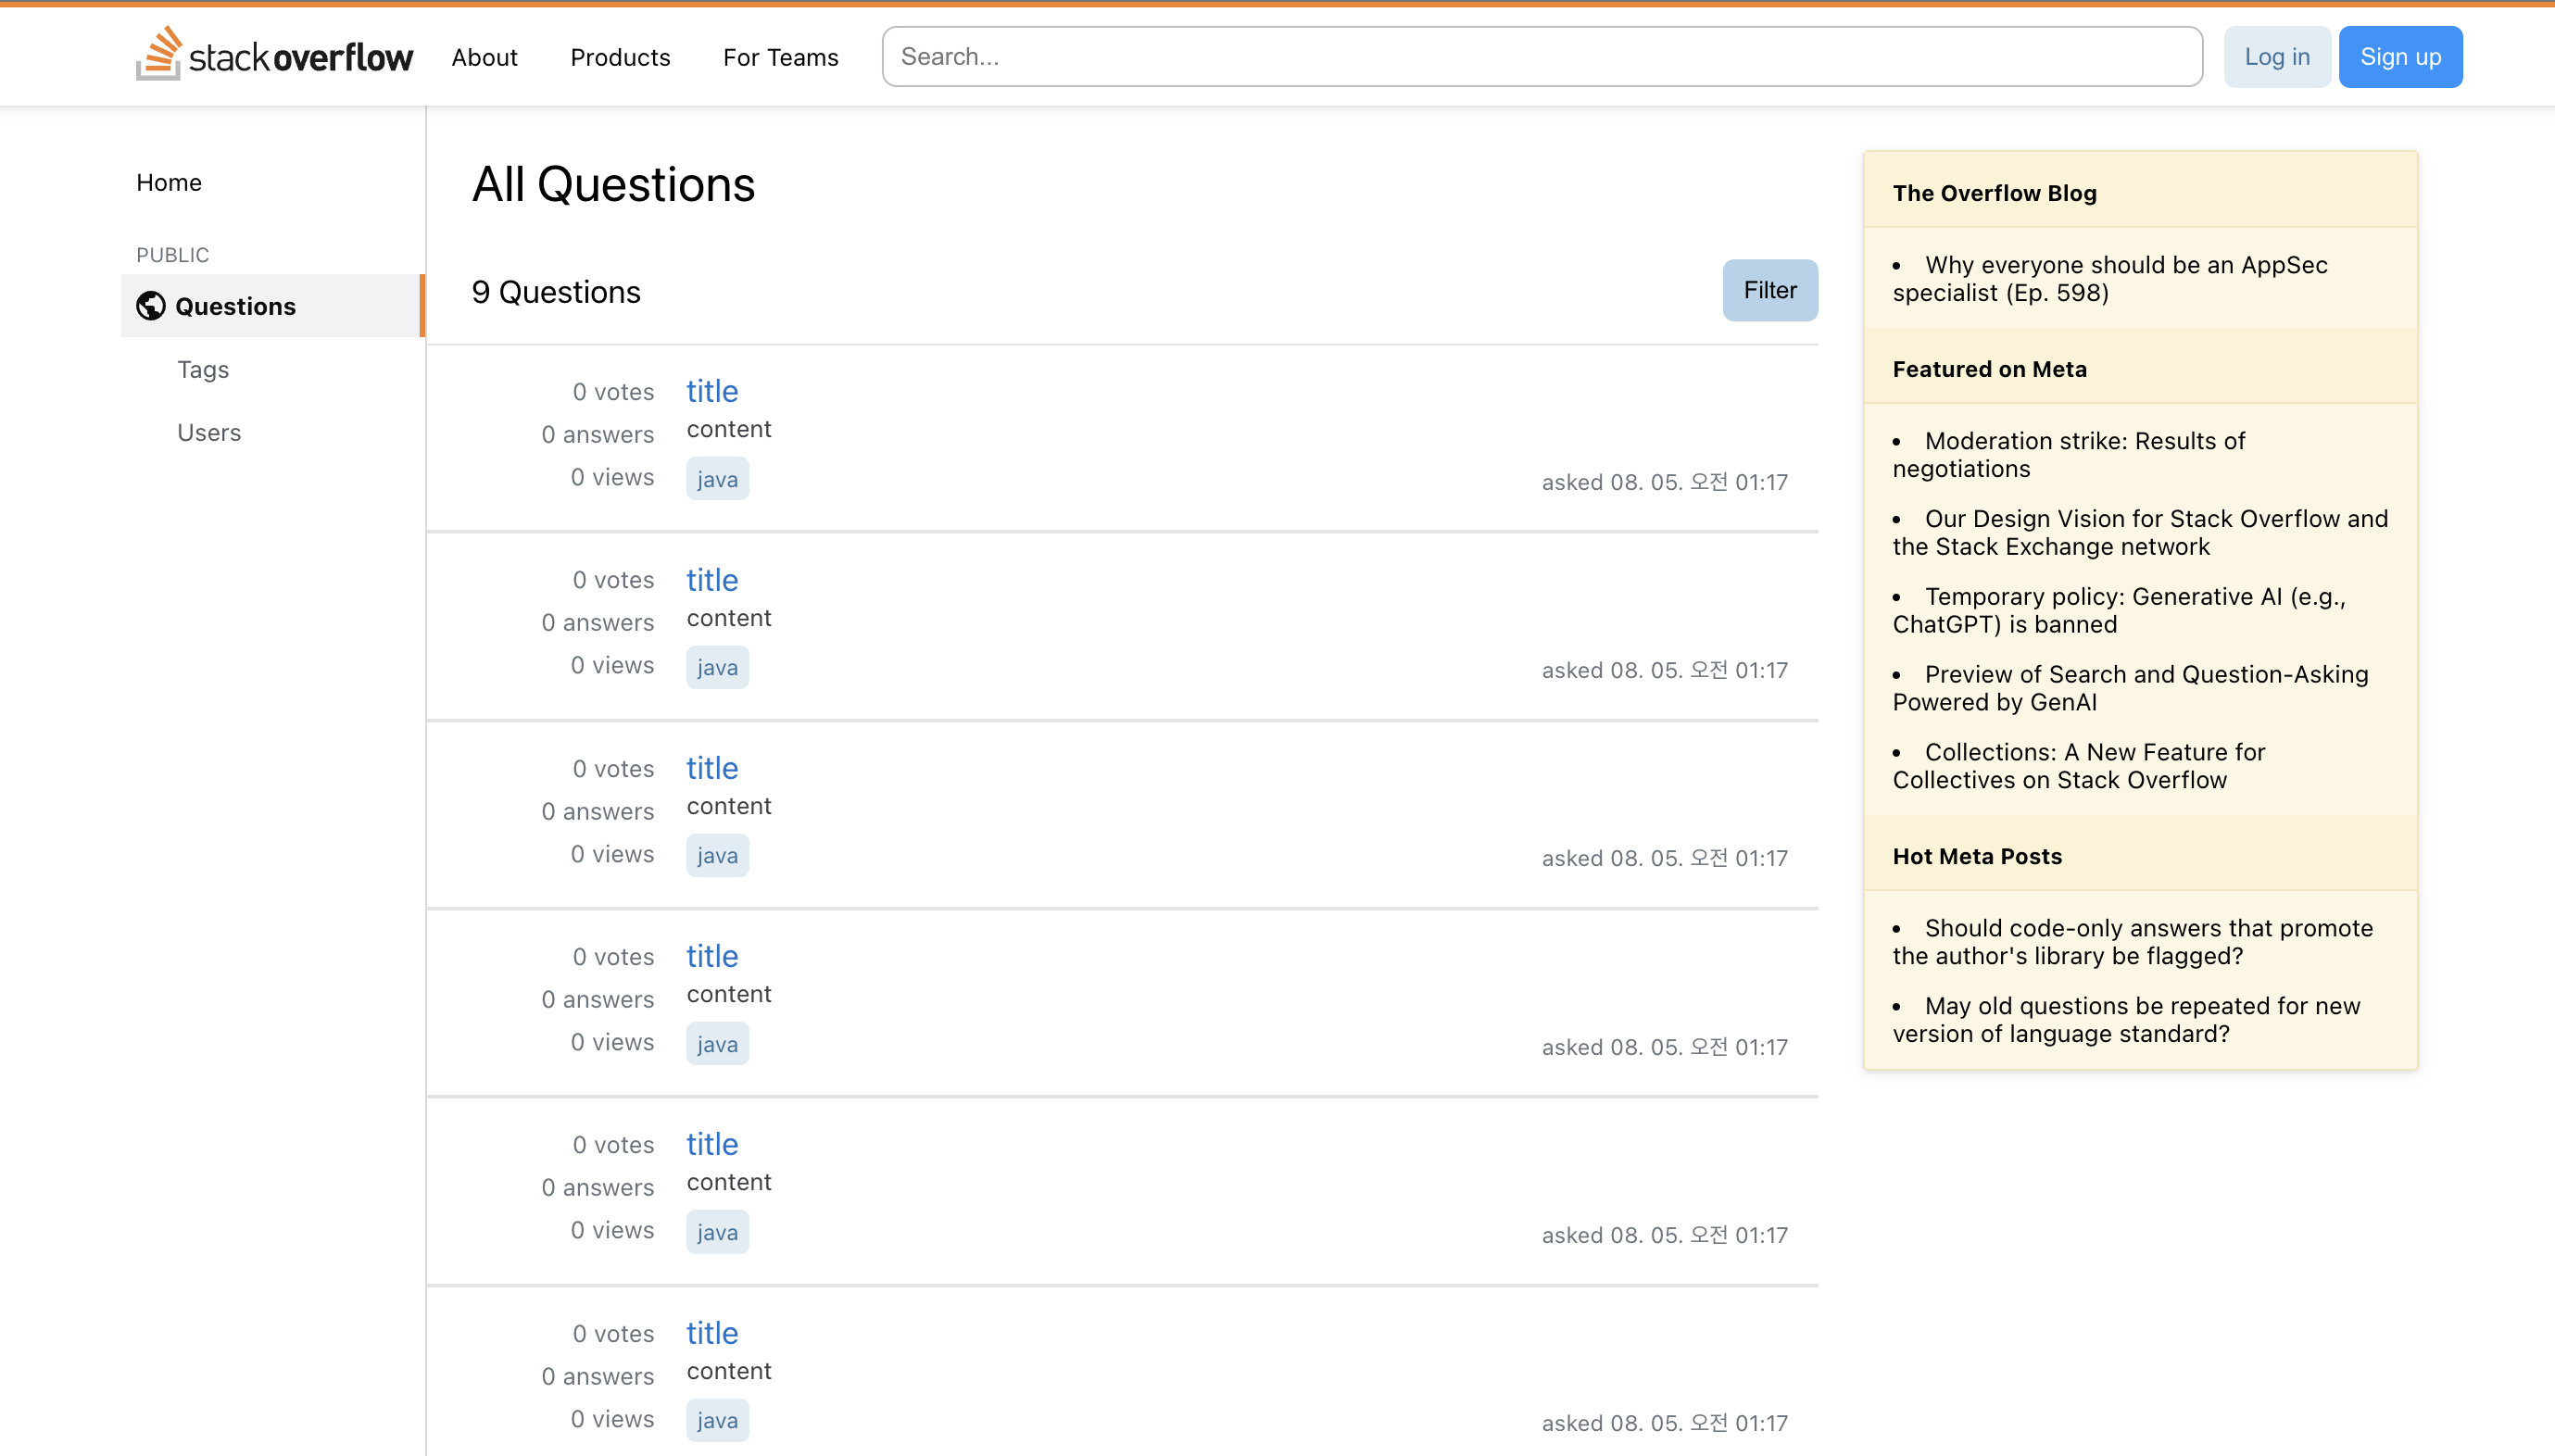 stackoverflow
About
Products
For Teams
Search...
Log in
Sign up
Home
PUBLIC
Questions
Tags
Users
All Questions
9 Questions
Filter
0 votes
0 answers
0 views
title
content
java
asked 08. 05. 오전 01:17
0 votes
0 answers
0 views
title
content
java
asked 08. 05. 오전 01:17
0 votes
0 answers
0 views
title
content
java
asked 08. 05. 오전 01:17
0 votes
0 answers
0 views
title
content
java
asked 08. 05. 오전 01:17
0 votes
0 answers
0 views
title
content
java
asked 08. 05. 오전 01:17
0 votes
0 answers
0 views
title
content
java
asked 08. 05. 오전 01:17
The Overflow Blog
• Why everyone should be an AppSec
specialist (Ep. 598)
Featured on Meta
• Moderation strike: Results of
negotiations
• Our Design Vision for Stack Overflow and
the Stack Exchange network
• Temporary policy: Generative AI (e.g.,
ChatGPT) is banned
• Preview of Search and Question-Asking
Powered by GenAI
• Collections: A New Feature for
Collectives on Stack Overflow
Hot Meta Posts
• Should code-only answers that promote
the author's library be flagged?
• May old questions be repeated for new
version of language standard?